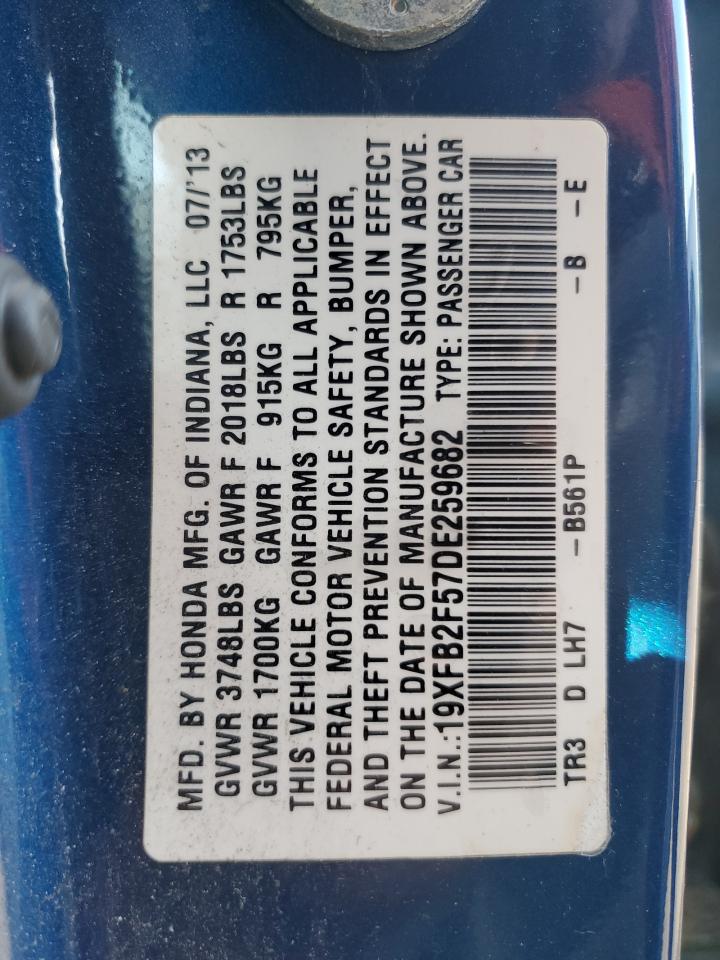 MFD. BY HONDA MFG. OF INDIANA, LLC 07/'13
GVWR 3748LBS GAWR F 2018LBS R 1753LBS
GVWR 1700KG GAWR F 915KG R 795KG
THIS VEHICLE CONFORMS TO ALL APPLICABLE
FEDERAL MOTOR VEHICLE SAFETY, BUMPER,
AND THEFT PREVENTION STANDARDS IN EFFECT
ON THE DATE OF MANUFACTURE SHOWN ABOVE.
V.I.N.:19XFB2F57DE259682 TYPE: PASSENGER CAR
TR3 D LH7 -B561P -B -E